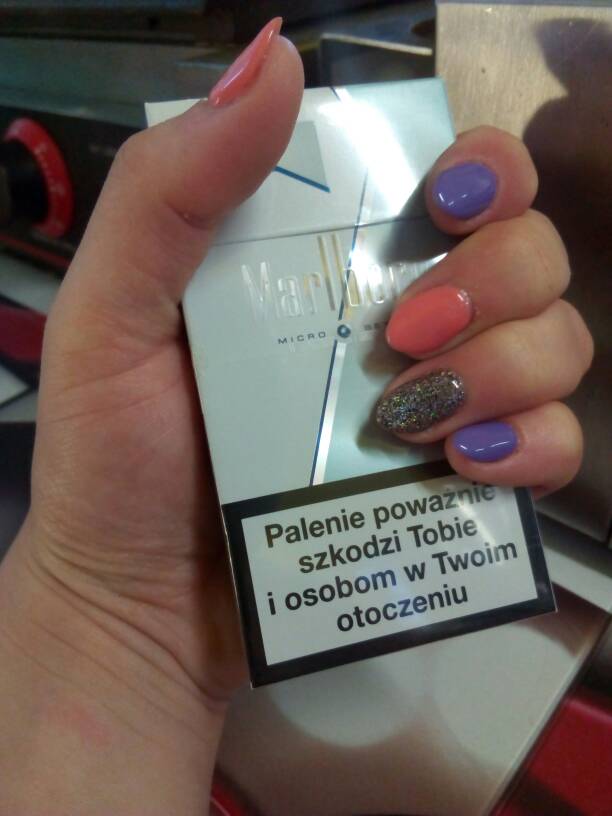 Marlboro
MICRO
Palenie poważnie
szkodzi Tobie
i osobom w Twoim
otoczeniu